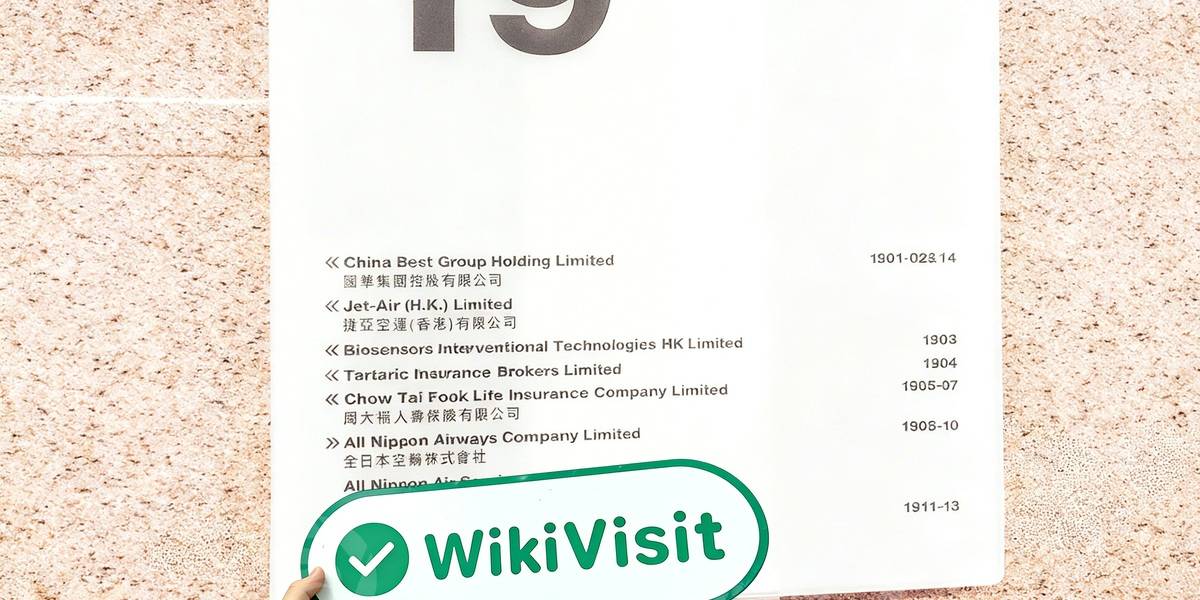 19
« China Best Group Holding Limited 1901-02&14
國華集團控股有限公司
« Jet-Air (H.K.) Limited
捷亞空運(香港)有限公司
« Biosensors Interventional Technologies HK Limited 1903
« Tartaric Insurance Brokers Limited 1904
« Chow Tai Fook Life Insurance Company Limited 1905-07
周大福人壽保險有限公司
» All Nippon Airways Company Limited 1908-10
全日本空輸株式會社
All Nippon Air
1911-13
WikiVisit